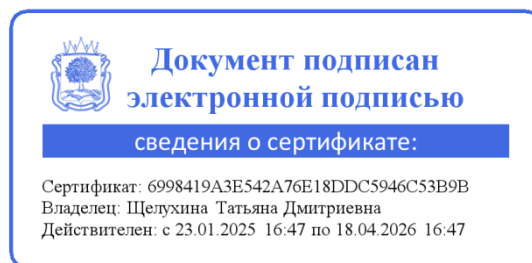 Документ подписан
электронной подписью
сведения о сертификате:
Сертификат: 6998419A3E542A76E18DDC5946C53B9B
Владелец: Щелухина Татьяна Дмитриевна
Действителен: с 23.01.2025 16:47 по 18.04.2026 16:47